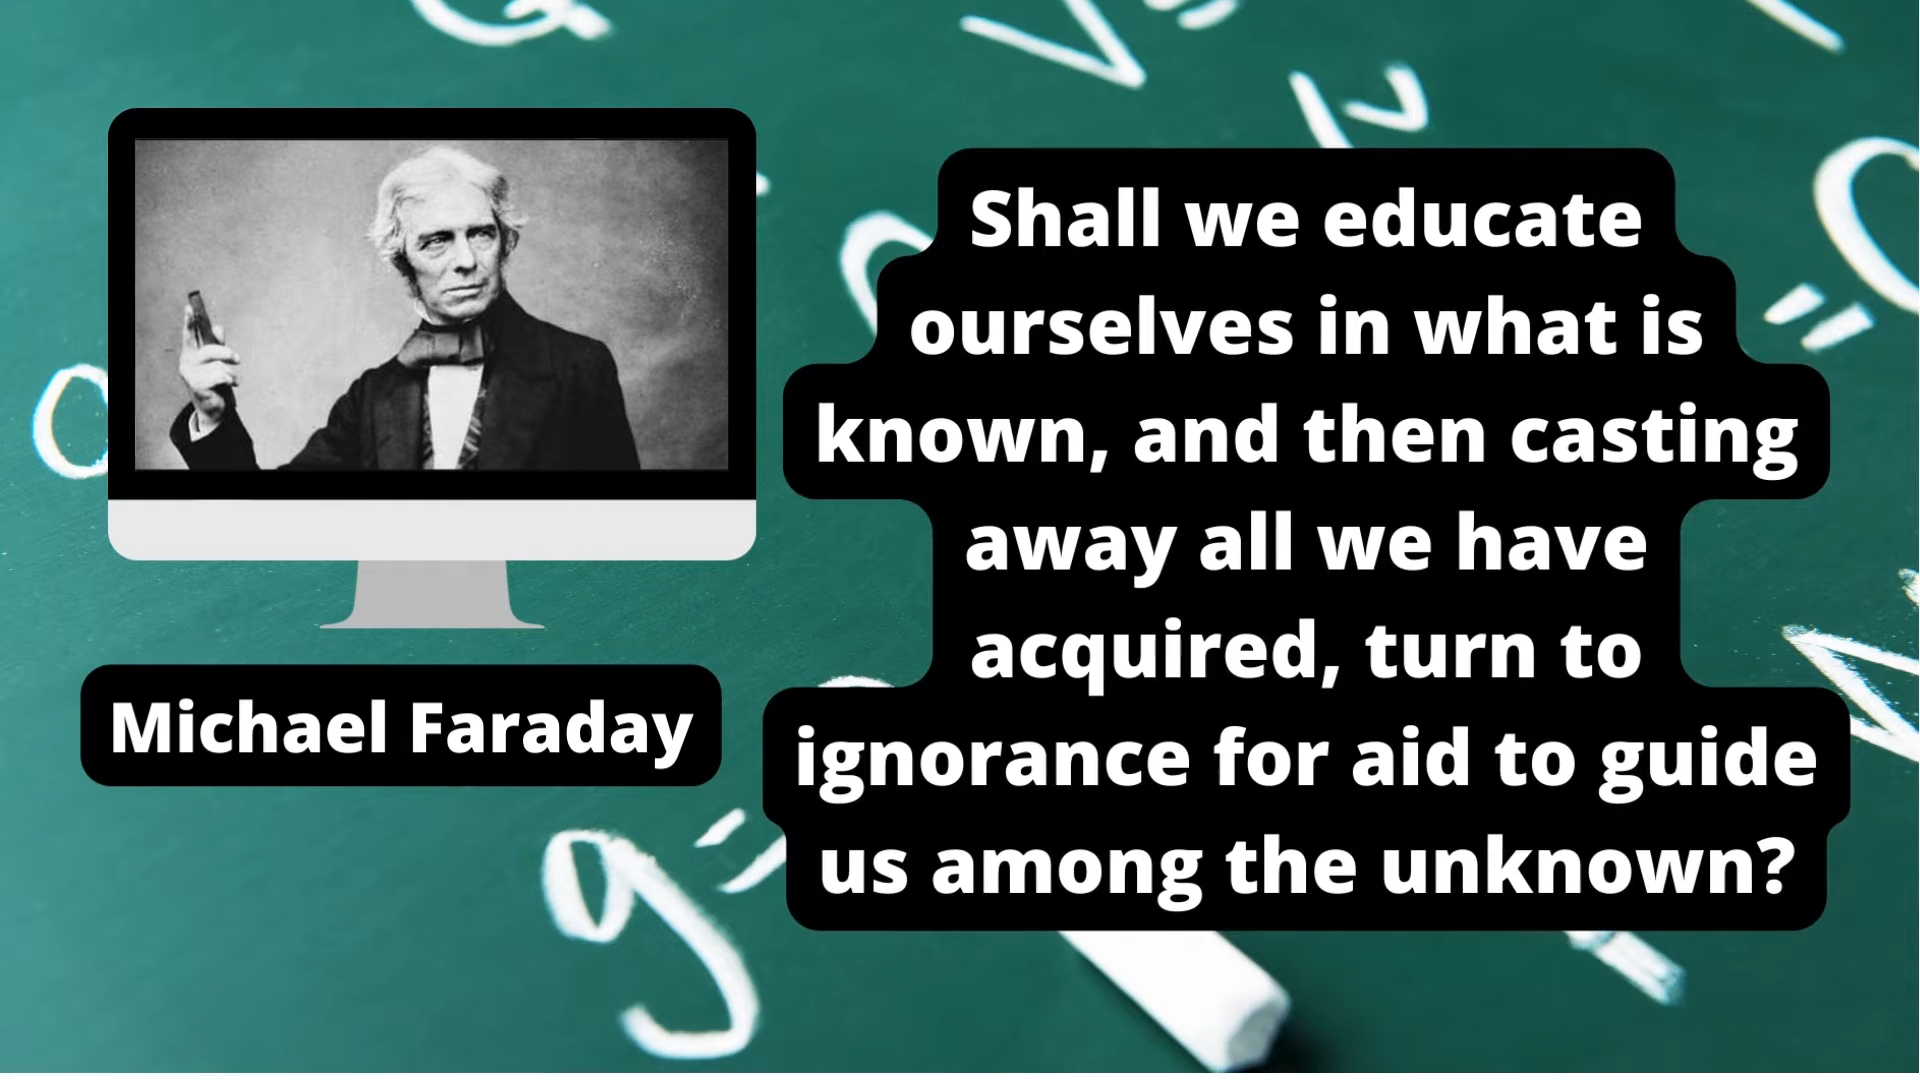 Michael Faraday
Shall we educate
ourselves in what is
known, and then casting
away all we have
acquired, turn to
ignorance for aid to guide
us among the unknown?
g=